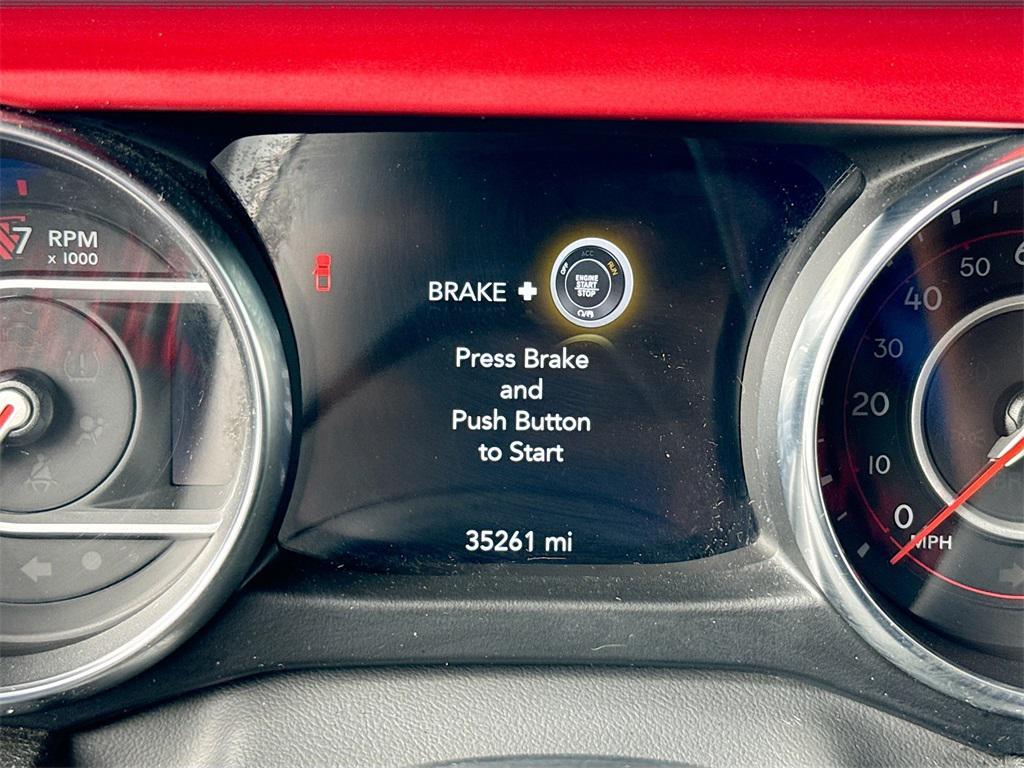 7 RPM
x 1000
BRAKE +
OFF ACC RUN
ENGINE
START
STOP
Press Brake
and
Push Button
to Start
35261 mi
50
40
30
20
10
0
MPH